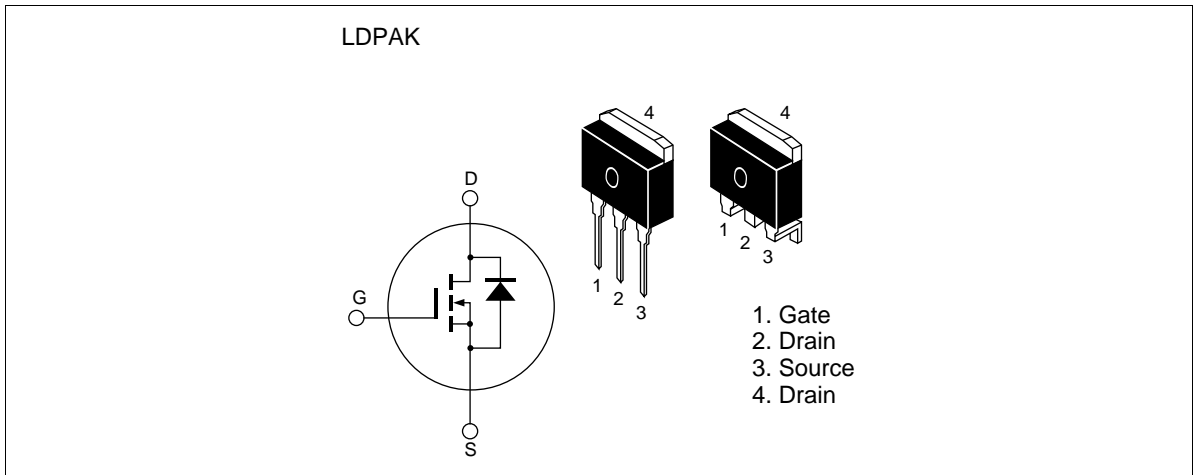 LDPAK
4
4
D
G
S
1
2
3
1
2
3
1. Gate
2. Drain
3. Source
4. Drain